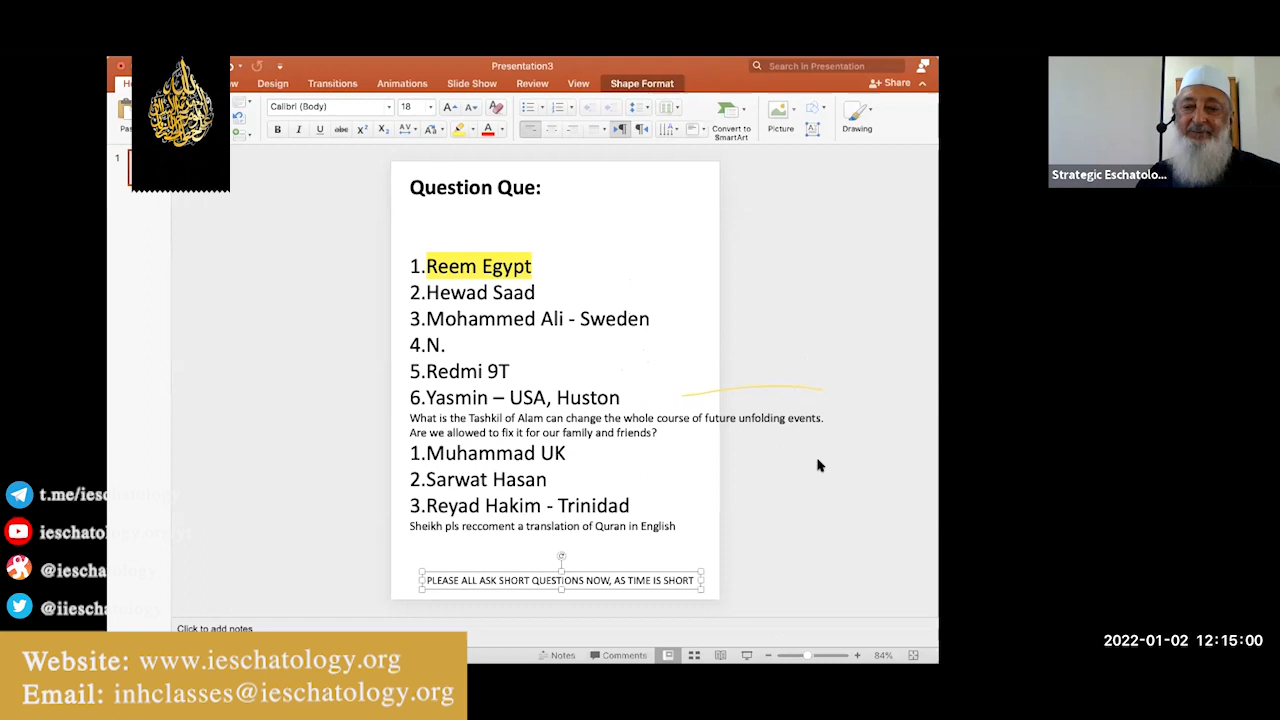 Presentation3
Search in Presentation
Design
Transitions
Animations
Slide Show
Review
View
Shape Format
Share
Calibri (Body)
18
Convert to SmartArt
Picture
Drawing
1
Question Que:
1.Reem Egypt
2.Hewad Saad
3.Mohammed Ali - Sweden
4.N.
5.Redmi 9T
6.Yasmin – USA, Huston
What is the Tashkil of Alam can change the whole course of future unfolding events.
Are we allowed to fix it for our family and friends?
1.Muhammad UK
2.Sarwat Hasan
3.Reyad Hakim - Trinidad
Sheikh pls reccoment a translation of Quran in English
PLEASE ALL ASK SHORT QUESTIONS NOW, AS TIME IS SHORT
Click to add notes
Notes
Comments
84%
Strategic Eschatolo...
t.me/ieschatology
@iieschatology
2022-01-02 12:15:00
Website: www.ieschatology.org
Email: inhclasses@ieschatology.org